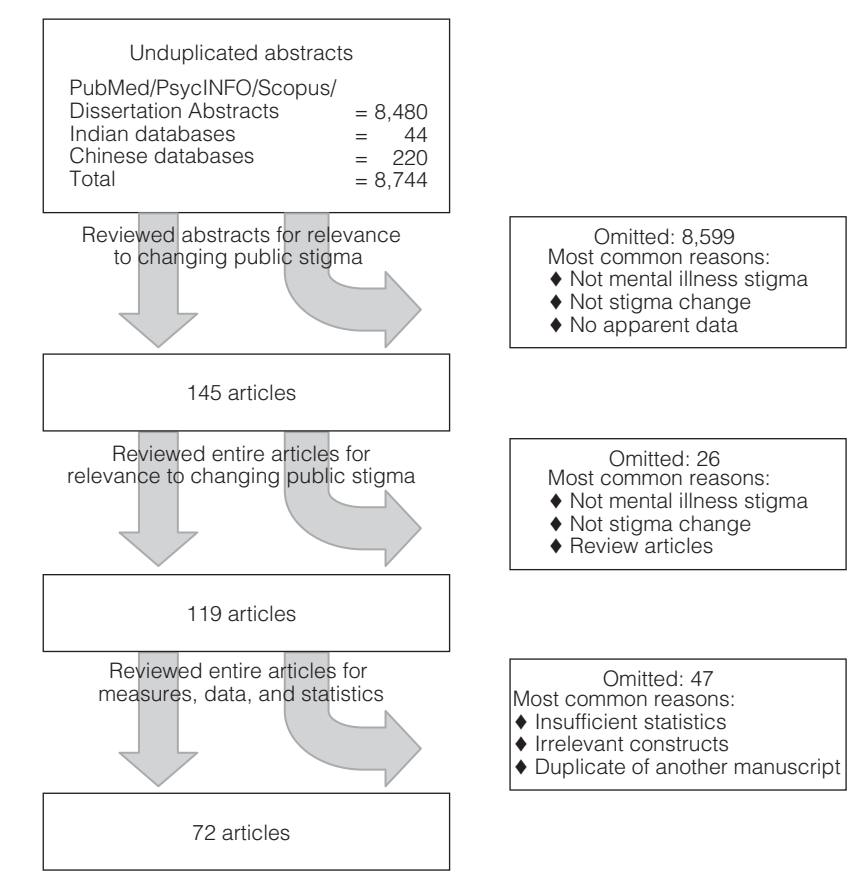 Unduplicated abstracts
PubMed/PsycINFO/Scopus/
Dissertation Abstracts = 8,480
Indian databases = 44
Chinese databases = 220
Total = 8,744
Reviewed abstracts for relevance
to changing public stigma
Omitted: 8,599
Most common reasons:
♦ Not mental illness stigma
♦ Not stigma change
♦ No apparent data
145 articles
Reviewed entire articles for
relevance to changing public stigma
Omitted: 26
Most common reasons:
♦ Not mental illness stigma
♦ Not stigma change
♦ Review articles
119 articles
Reviewed entire articles for
measures, data, and statistics
Omitted: 47
Most common reasons:
♦ Insufficient statistics
♦ Irrelevant constructs
♦ Duplicate of another manuscript
72 articles